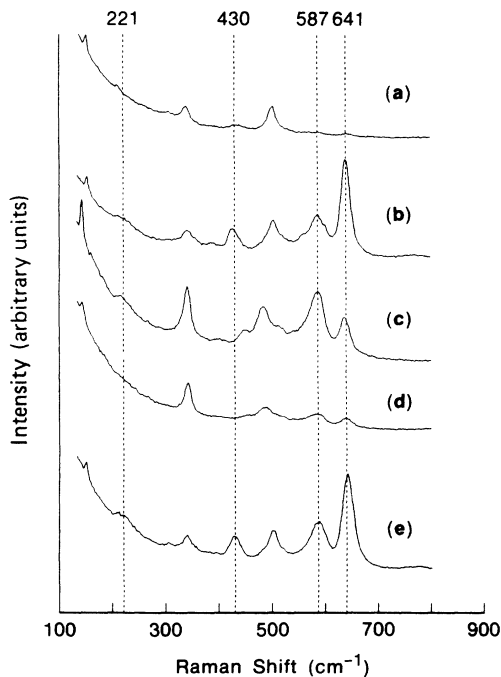 221 430 587 641
(a)
(b)
(c)
(d)
(e)
Intensity (arbitrary units)
100 300 500 700 900
Raman Shift (cm⁻¹)